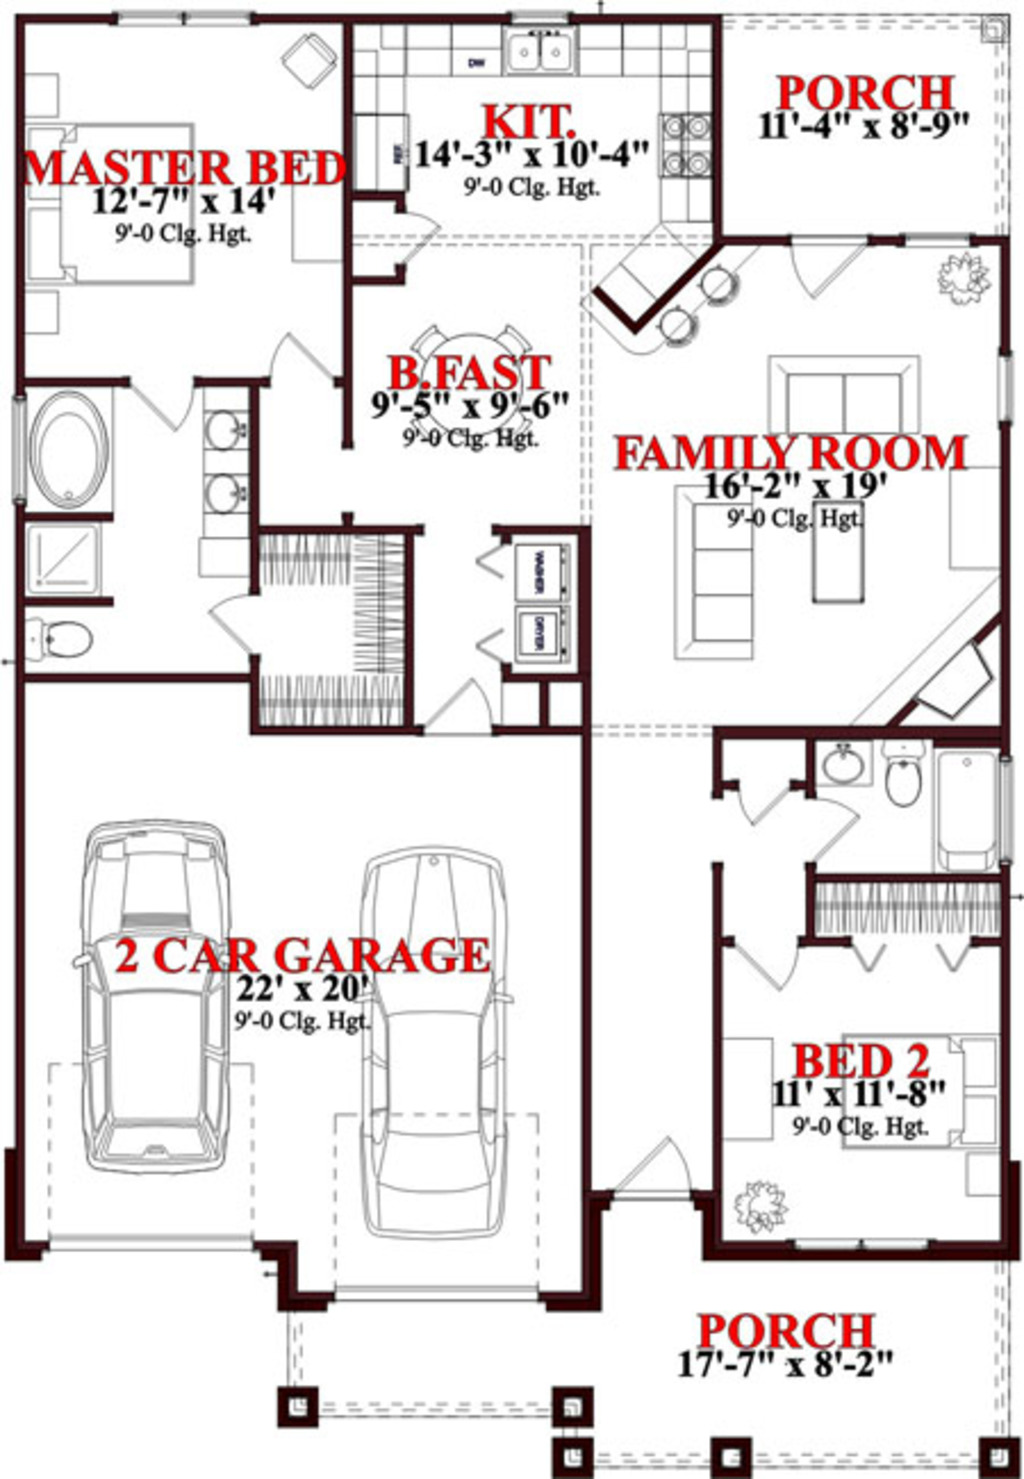 DW
KIT.
14'-3" x 10'-4"
9'-0 Clg. Hgt.
REF.
PORCH
11'-4" x 8'-9"
MASTER BED
12'-7" x 14'
9'-0 Clg. Hgt.
B.FAST
9'-5" x 9'-6"
9'-0 Clg. Hgt.
FAMILY ROOM
16'-2" x 19'
9'-0 Clg. Hgt.
WASHER
DRYER
2 CAR GARAGE
22' x 20'
9'-0 Clg. Hgt.
BED 2
11' x 11'-8"
9'-0 Clg. Hgt.
PORCH
17'-7" x 8'-2"